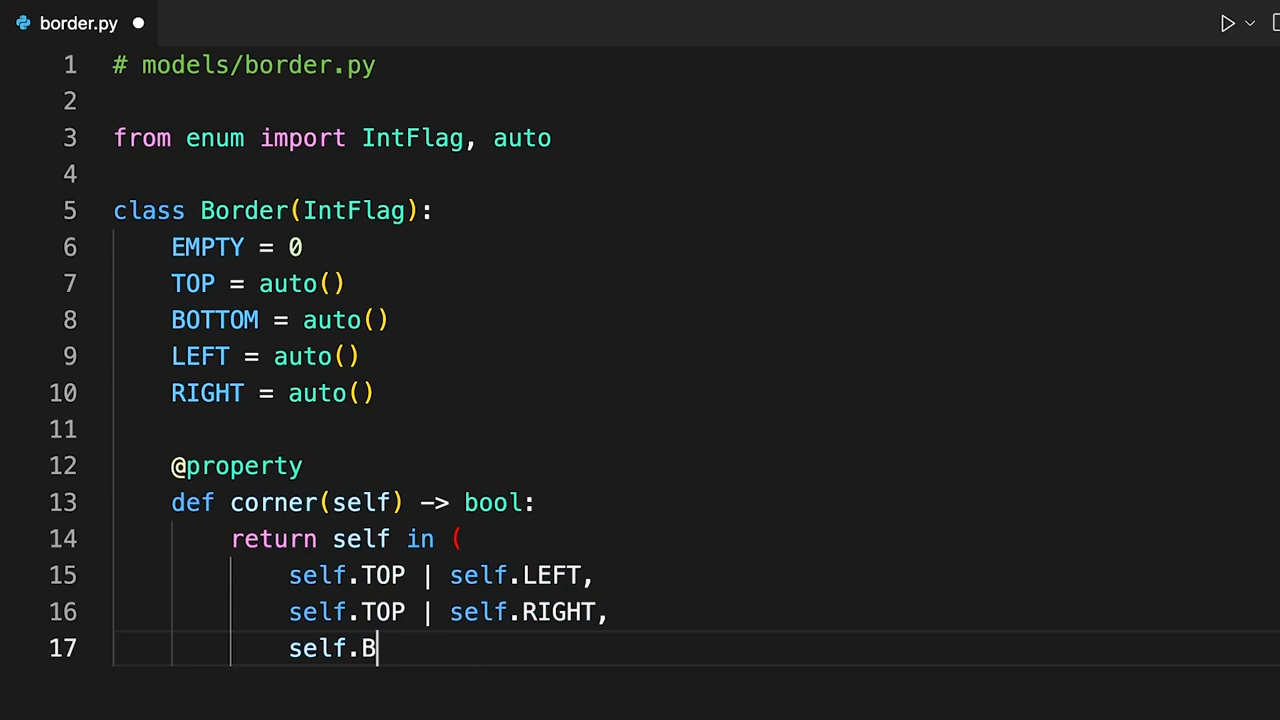 border.py
1 # models/border.py
2
3 from enum import IntFlag, auto
4
5 class Border(IntFlag):
6     EMPTY = 0
7     TOP = auto()
8     BOTTOM = auto()
9     LEFT = auto()
10     RIGHT = auto()
11
12     @property
13     def corner(self) -> bool:
14         return self in (
15             self.TOP | self.LEFT,
16             self.TOP | self.RIGHT,
17             self.B